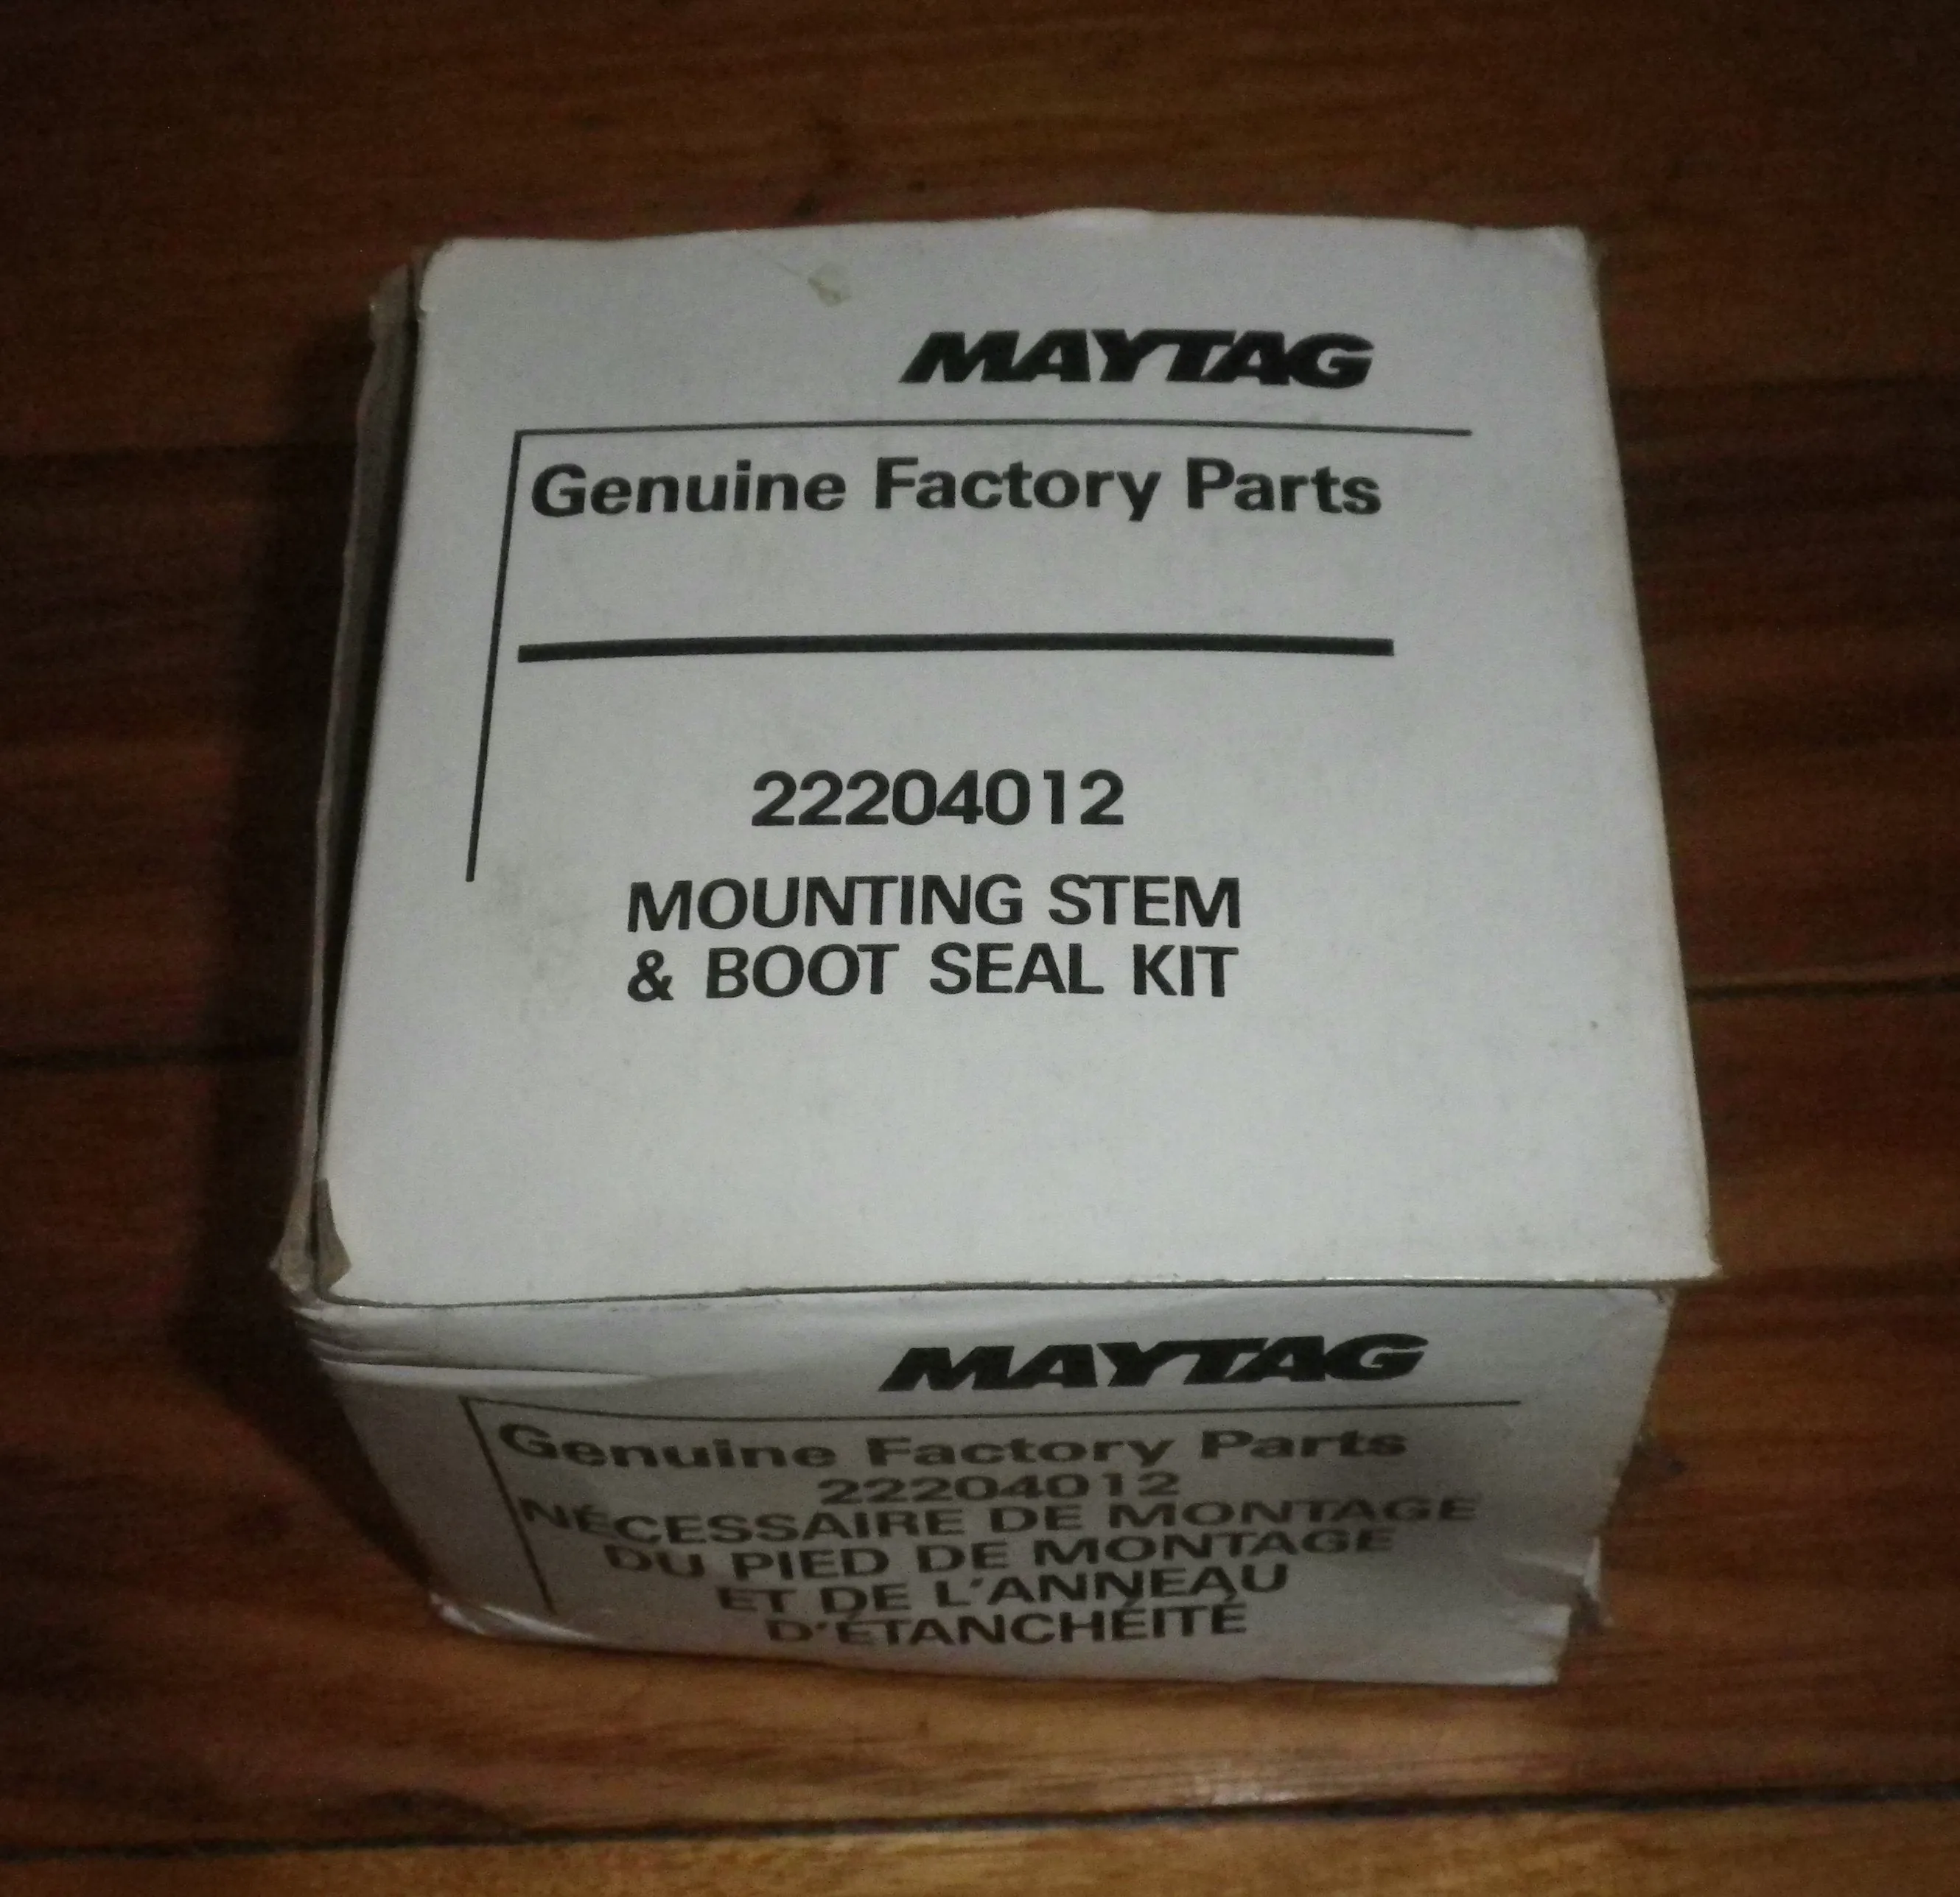 MAYTAG
Genuine Factory Parts
22204012
MOUNTING STEM
& BOOT SEAL KIT
MAYTAG
Genuine Factory Parts
22204012
NÉCESSAIRE DE MONTAGE
DU PIED DE MONTAGE
ET DE L'ANNEAU
D'ÉTANCHÉITÉ